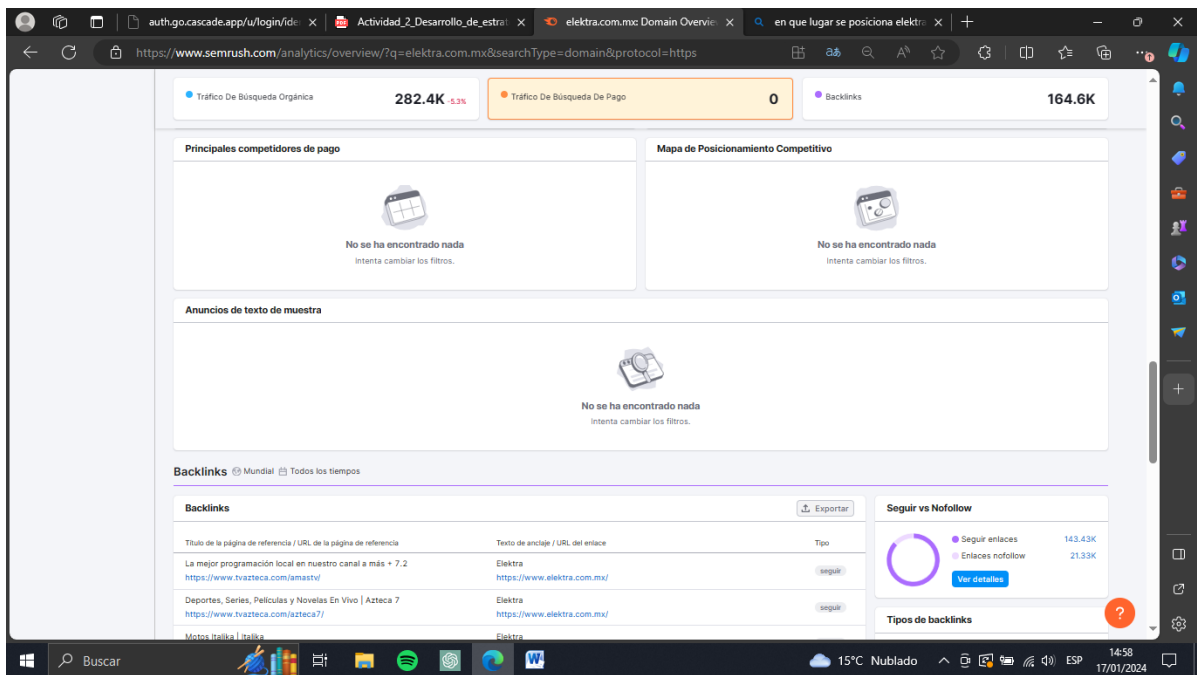 auth.go.cascade.app/u/login/ide
Actividad_2_Desarrollo_de_estrat
elektra.com.mx: Domain Overvie
en que lugar se posiciona elektra
https://www.semrush.com/analytics/overview/?q=elektra.com.mx&searchType=domain&protocol=https
Tráfico De Búsqueda Orgánica 282.4K -5.3%
Tráfico De Búsqueda De Pago 0
Backlinks 164.6K
Principales competidores de pago
Mapa de Posicionamiento Competitivo
No se ha encontrado nada
Intenta cambiar los filtros.
No se ha encontrado nada
Intenta cambiar los filtros.
Anuncios de texto de muestra
No se ha encontrado nada
Intenta cambiar los filtros.
Backlinks Mundial Todos los tiempos
Backlinks
Exportar
Título de la página de referencia / URL de la página de referencia
Texto de anclaje / URL del enlace
Tipo
La mejor programación local en nuestro canal a más + 7.2
https://www.tvazteca.com/amastv/
Elektra
https://www.elektra.com.mx/
seguir
Deportes, Series, Películas y Novelas En Vivo | Azteca 7
https://www.tvazteca.com/azteca7/
Elektra
https://www.elektra.com.mx/
seguir
Motos Italika | Italika
Elektra
Seguir vs Nofollow
Seguir enlaces 143.43K
Enlaces nofollow 21.33K
Ver detalles
Tipos de backlinks
?
Buscar
15°C Nublado
ESP
14:58
17/01/2024